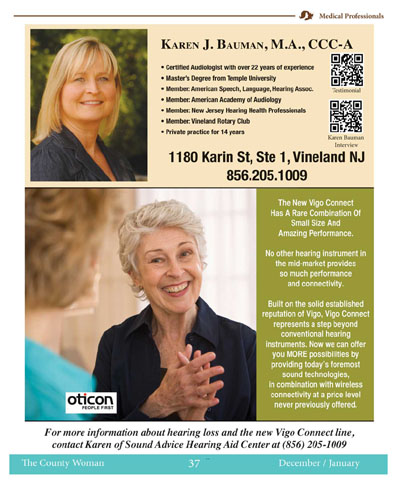 Medical Professionals
KAREN J. BAUMAN, M.A., CCC-A
• Certified Audiologist with over 22 years of experience
• Master's Degree from Temple University
• Member: American Speech, Language, Hearing Assoc.
• Member: American Academy of Audiology
• Member: New Jersey Hearing Health Professionals
• Member: Vineland Rotary Club
• Private practice for 14 years
Testimonial
Karen Bauman
Interview
1180 Karin St, Ste 1, Vineland NJ
856.205.1009
The New Vigo Connect
Has A Rare Combination Of
Small Size And
Amazing Performance.
No other hearing instrument in
the mid-market provides
so much performance
and connectivity.
Built on the solid established
reputation of Vigo, Vigo Connect
represents a step beyond
conventional hearing
instruments. Now we can offer
you MORE possibilities by
providing today's foremost
sound technologies,
in combination with wireless
connectivity at a price level
never previously offered.
oticon
PEOPLE FIRST
For more information about hearing loss and the new Vigo Connect line,
contact Karen of Sound Advice Hearing Aid Center at (856) 205-1009
The County Woman
37
December / January